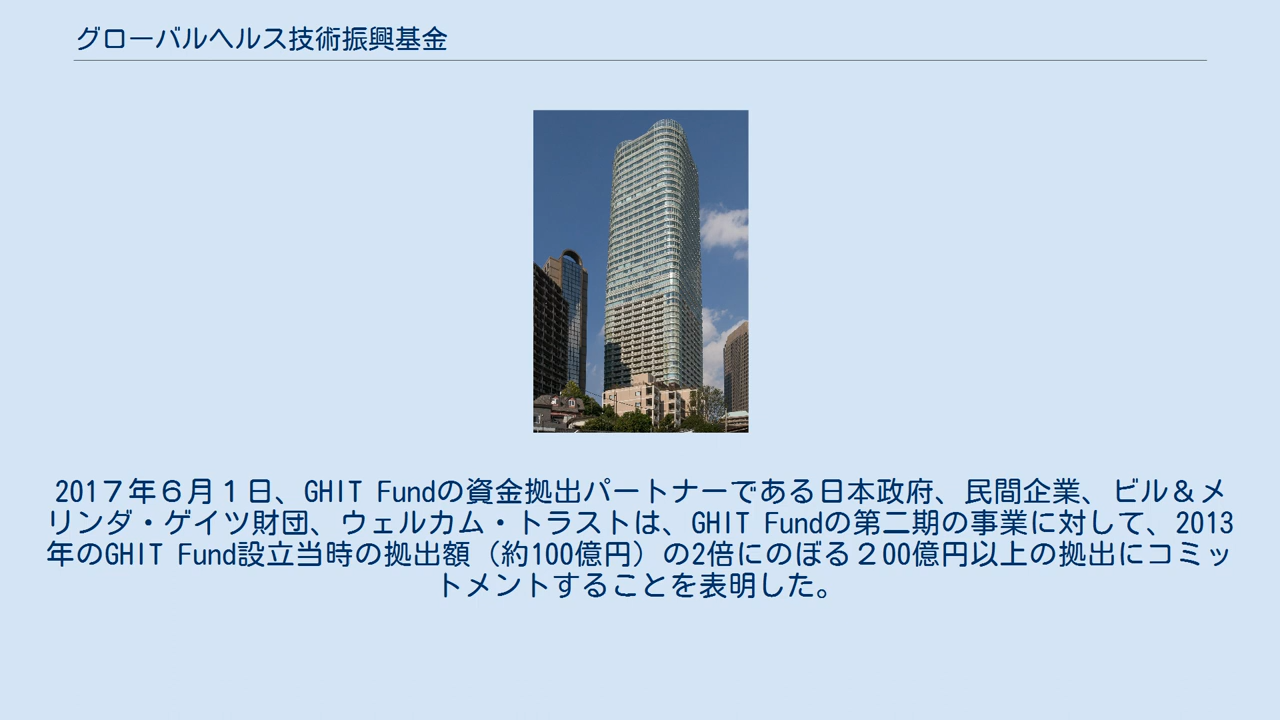 グローバルヘルス技術振興基金
201７年６月１日、GHIT Fundの資金拠出パートナーである日本政府、民間企業、ビル＆メ
リンダ・ゲイツ財団、ウェルカム・トラストは、GHIT Fundの第二期の事業に対して、2013
年のGHIT Fund設立当時の拠出額（約100億円）の2倍にのぼる２00億円以上の拠出にコミッ
トメントすることを表明した。